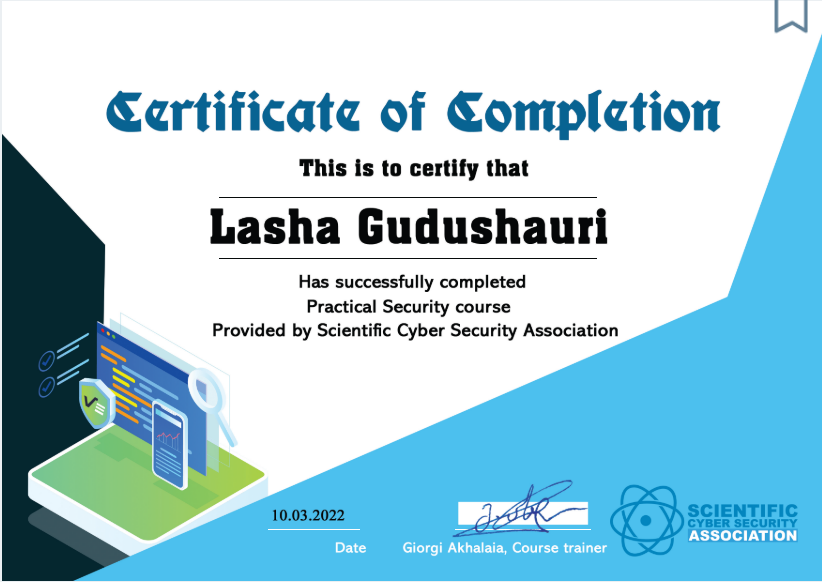 Certificate of Completion
This is to certify that
Lasha Gudushauri
Has successfully completed
Practical Security course
Provided by Scientific Cyber Security Association
10.03.2022
Date
Giorgi Akhalaia, Course trainer
SCIENTIFIC
CYBER SECURITY
ASSOCIATION